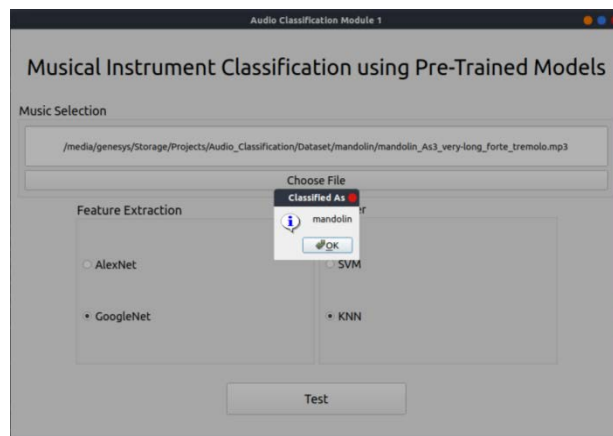 Audio Classification Module 1
Musical Instrument Classification using Pre-Trained Models
Music Selection
/media/genesys/Storage/Projects/Audio_Classification/Dataset/mandolin/mandolin_As3_very-long_forte_tremolo.mp3
Choose File
Classified As
mandolin
OK
Feature Extraction
r
AlexNet
SVM
GoogleNet
KNN
Test